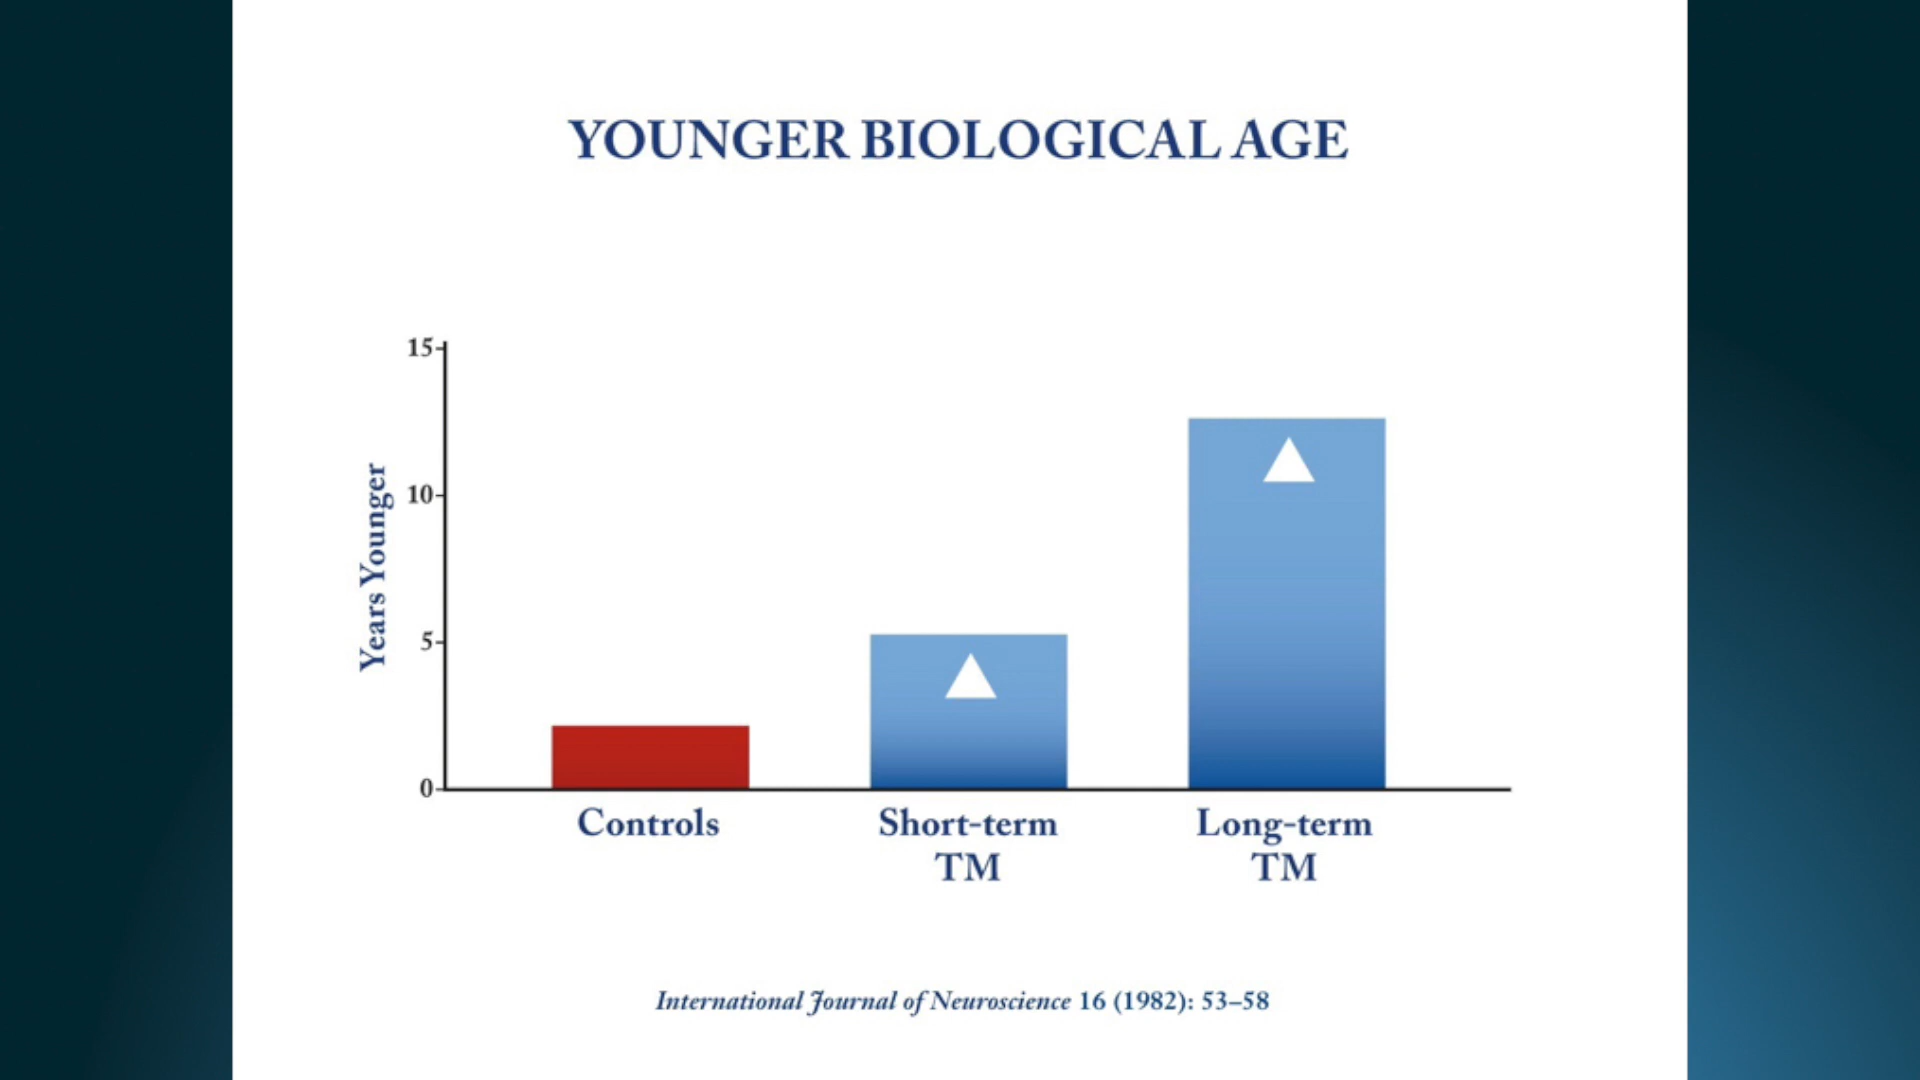 YOUNGER BIOLOGICAL AGE
15
10
5
0
Years Younger
Controls
Short-term
TM
Long-term
TM
International Journal of Neuroscience 16 (1982): 53–58